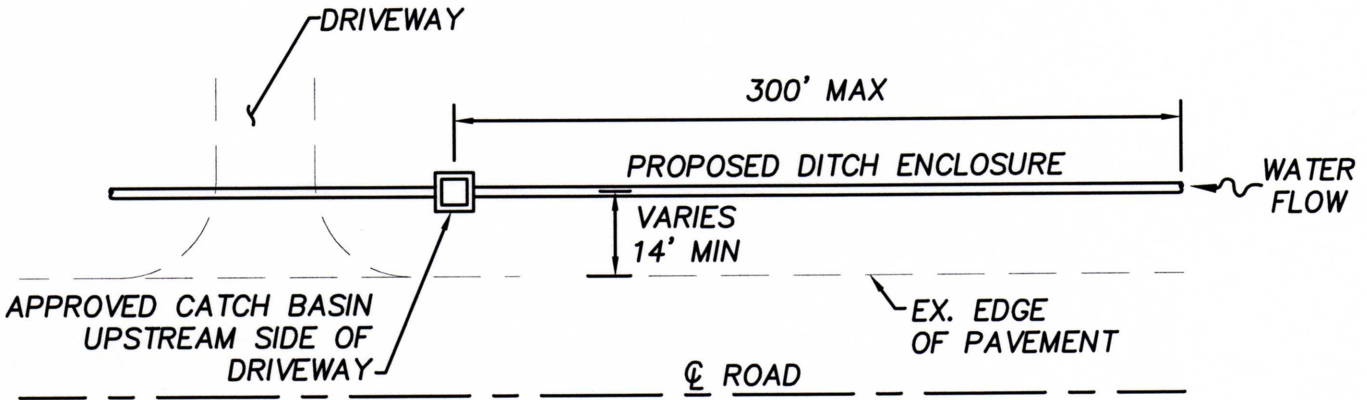 DRIVEWAY
300' MAX
PROPOSED DITCH ENCLOSURE
WATER
FLOW
VARIES
14' MIN
APPROVED CATCH BASIN
UPSTREAM SIDE OF
DRIVEWAY
EX. EDGE
OF PAVEMENT
℄ ROAD